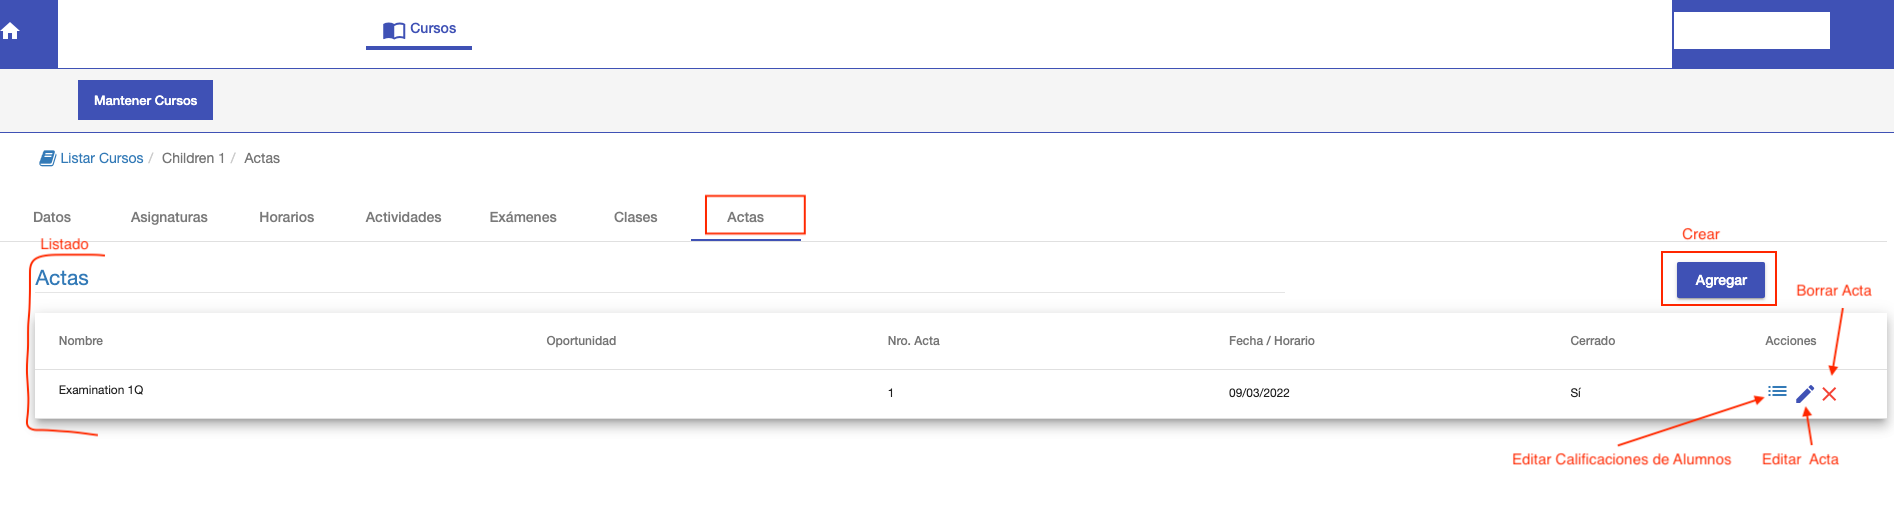 Cursos
Mantener Cursos
Listar Cursos / Children 1 / Actas
Datos Asignaturas Horarios Actividades Exámenes Clases Actas
Listado
Crear
Actas
Agregar
Borrar Acta
Nombre Oportunidad Nro. Acta Fecha / Horario Cerrado Acciones
Examination 1Q 1 09/03/2022 Sí
Editar Calificaciones de Alumnos Editar Acta